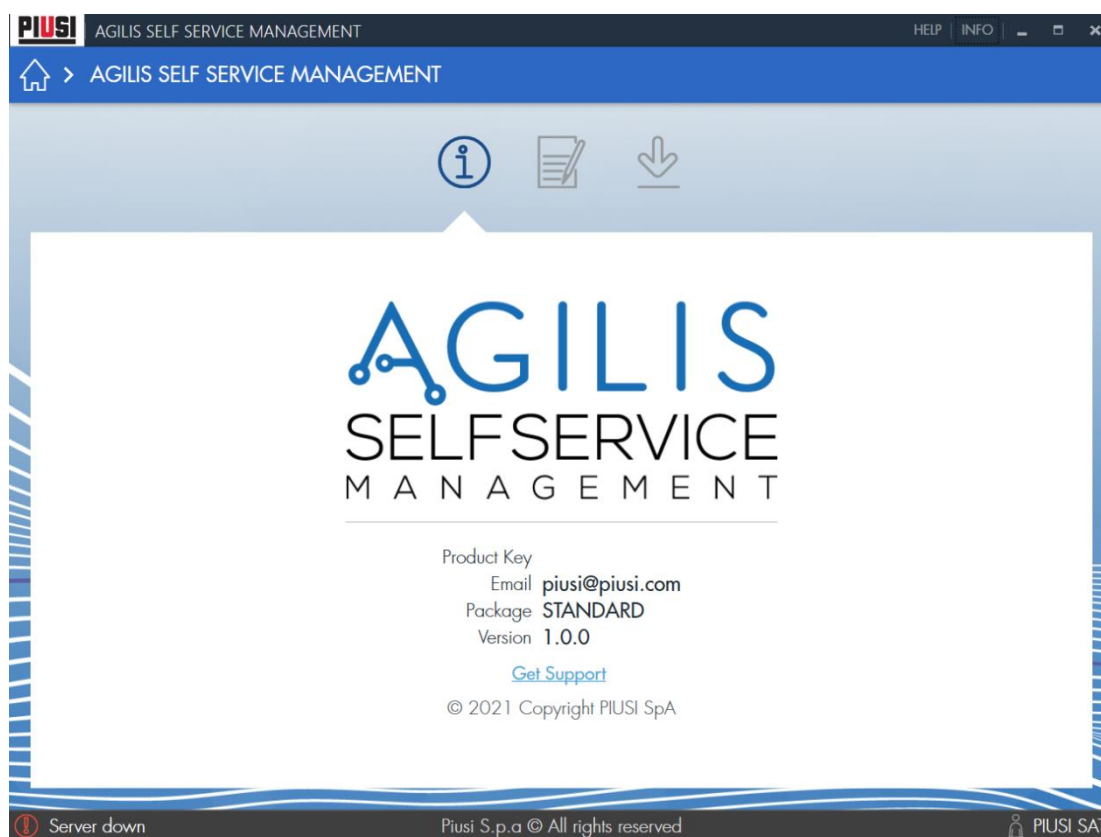 PIUSI AGILIS SELF SERVICE MANAGEMENT HELP INFO
AGILIS SELF SERVICE MANAGEMENT
AGILIS
SELFSERVICE
MANAGEMENT
Product Key
Email piusi@piusi.com
Package STANDARD
Version 1.0.0
Get Support
© 2021 Copyright PIUSI SpA
Server down Piusi S.p.a © All rights reserved PIUSI SAT